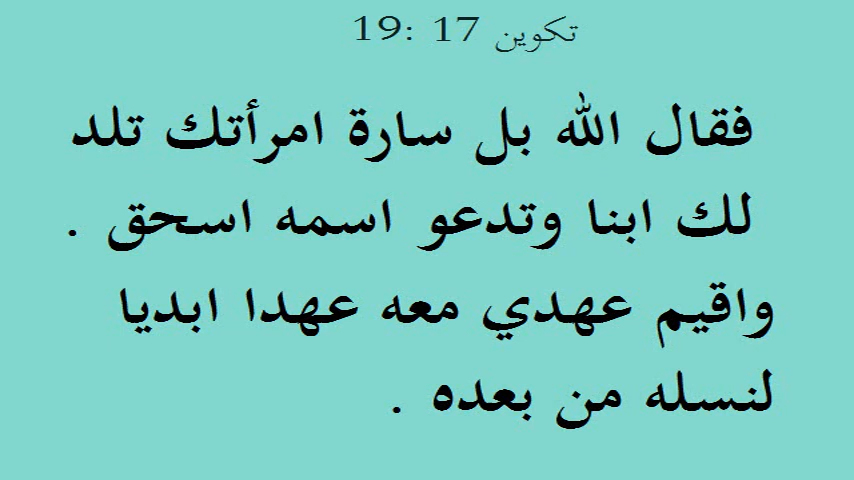 تكوين 17 :19
فقال الله بل سارة امرأتك تلد
لك ابنا وتدعو اسمه اسحق .
واقيم عهدي معه عهدا ابديا
لنسله من بعده .